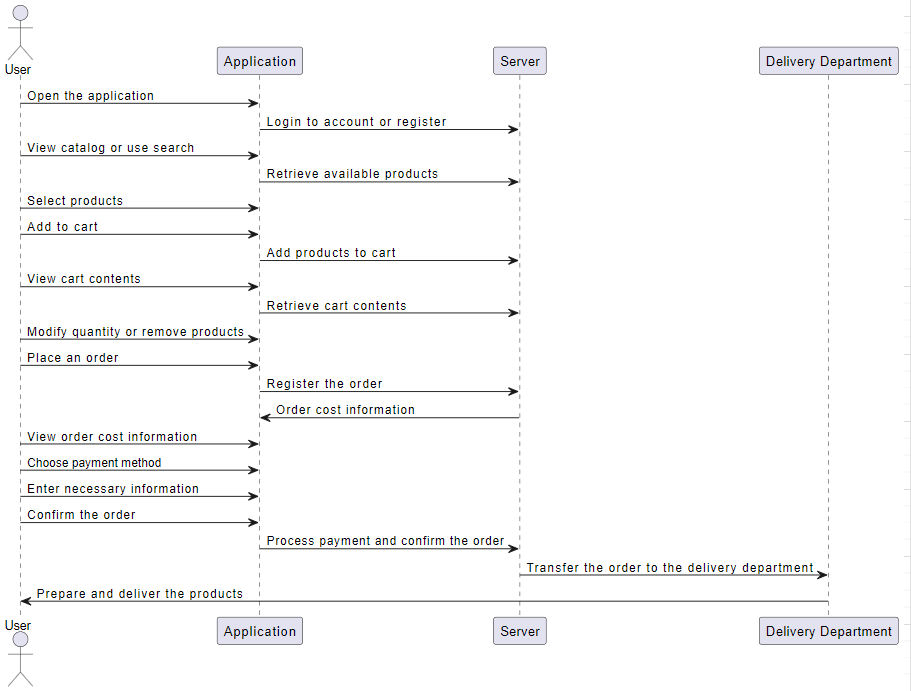 User
Application
Server
Delivery Department
Open the application
Login to account or register
View catalog or use search
Retrieve available products
Select products
Add to cart
Add products to cart
View cart contents
Retrieve cart contents
Modify quantity or remove products
Place an order
Register the order
Order cost information
View order cost information
Choose payment method
Enter necessary information
Confirm the order
Process payment and confirm the order
Transfer the order to the delivery department
Prepare and deliver the products
User
Application
Server
Delivery Department